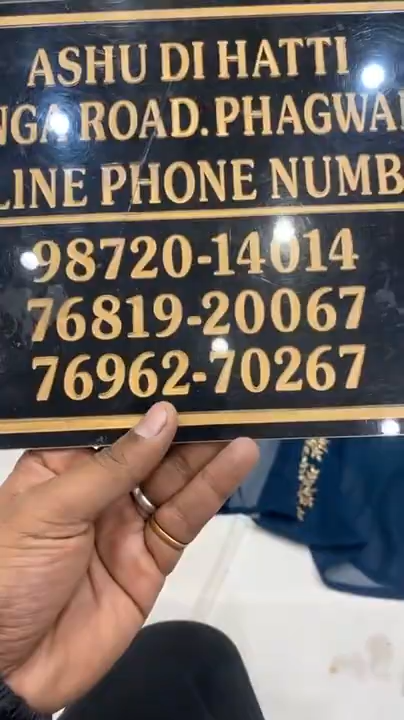 ASHU DI HATTI
NGA ROAD.PHAGWA
LINE PHONE NUMB
98720-14014
76819-20067
76962-70267